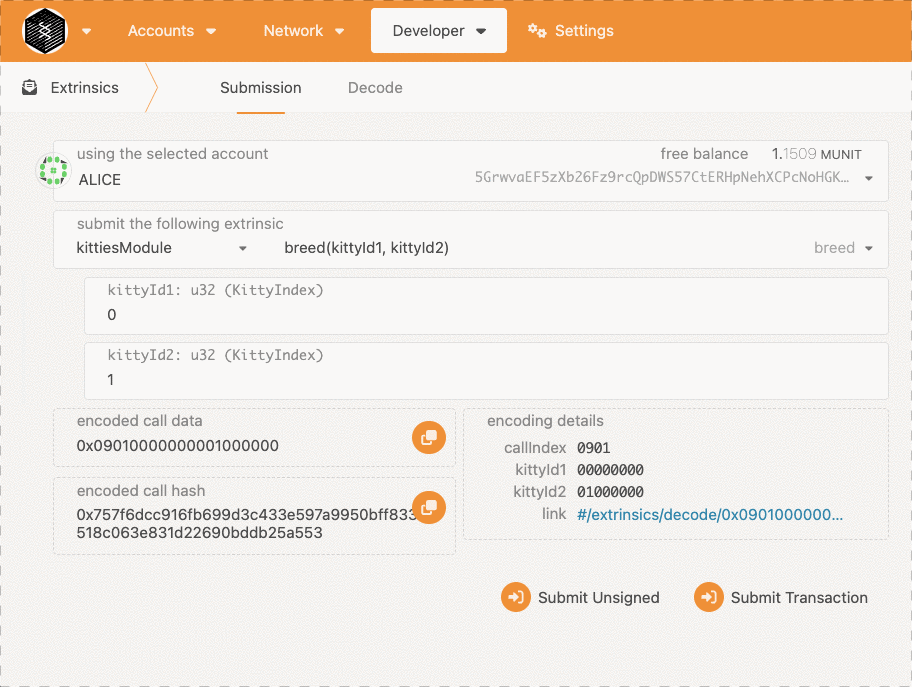 Accounts Network Developer Settings
Extrinsics Submission Decode
using the selected account free balance 1.1509 MUNIT
ALICE 5GrwvaEF5zXb26Fz9rcQpDWS57CtERHpNehXCPcNoHGK...
submit the following extrinsic
kittiesModule breed(kittyId1, kittyId2) breed
kittyId1: u32 (KittyIndex)
0
kittyId2: u32 (KittyIndex)
1
encoded call data
0x09010000000001000000
encoded call hash
0x757f6dcc916fb699d3c433e597a9950bff833
518c063e831d22690bddb25a553
encoding details
callIndex 0901
kittyId1 00000000
kittyId2 01000000
link #/extrinsics/decode/0x0901000000...
Submit Unsigned Submit Transaction